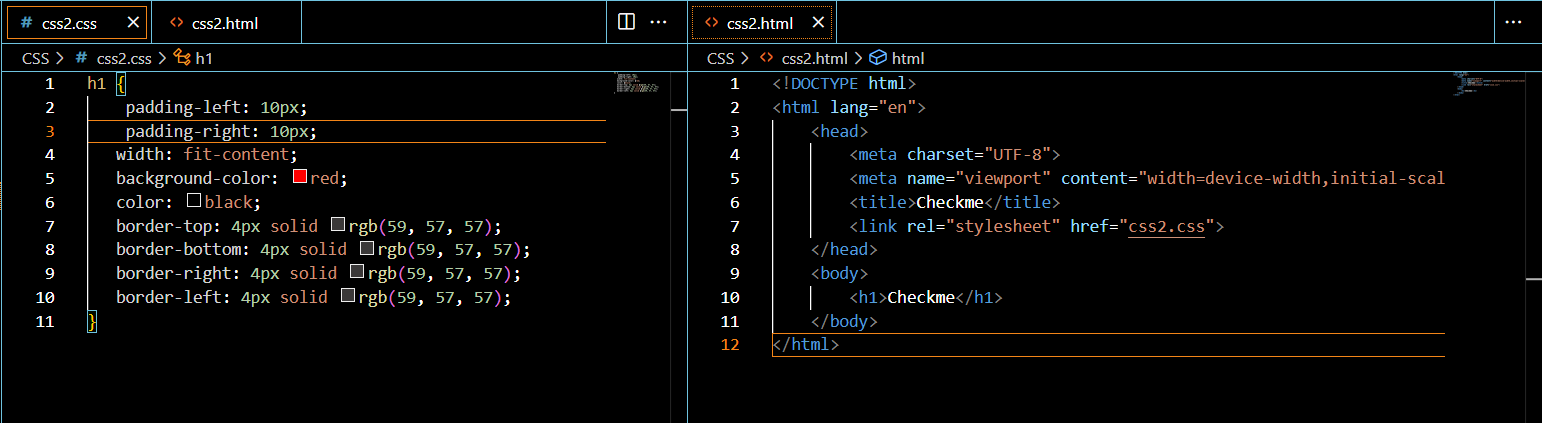 # css2.css ×
<> css2.html
···
CSS > # css2.css > h1
1 h1 {
2     padding-left: 10px;
3     padding-right: 10px;
4    width: fit-content;
5    background-color: red;
6    color: black;
7    border-top: 4px solid rgb(59, 57, 57);
8    border-bottom: 4px solid rgb(59, 57, 57);
9    border-right: 4px solid rgb(59, 57, 57);
10    border-left: 4px solid rgb(59, 57, 57);
11 }
<> css2.html ×
···
CSS > <> css2.html > html
1 <!DOCTYPE html>
2 <html lang="en">
3     <head>
4         <meta charset="UTF-8">
5         <meta name="viewport" content="width=device-width,initial-scal
6         <title>Checkme</title>
7         <link rel="stylesheet" href="css2.css">
8     </head>
9     <body>
10         <h1>Checkme</h1>
11     </body>
12 </html>